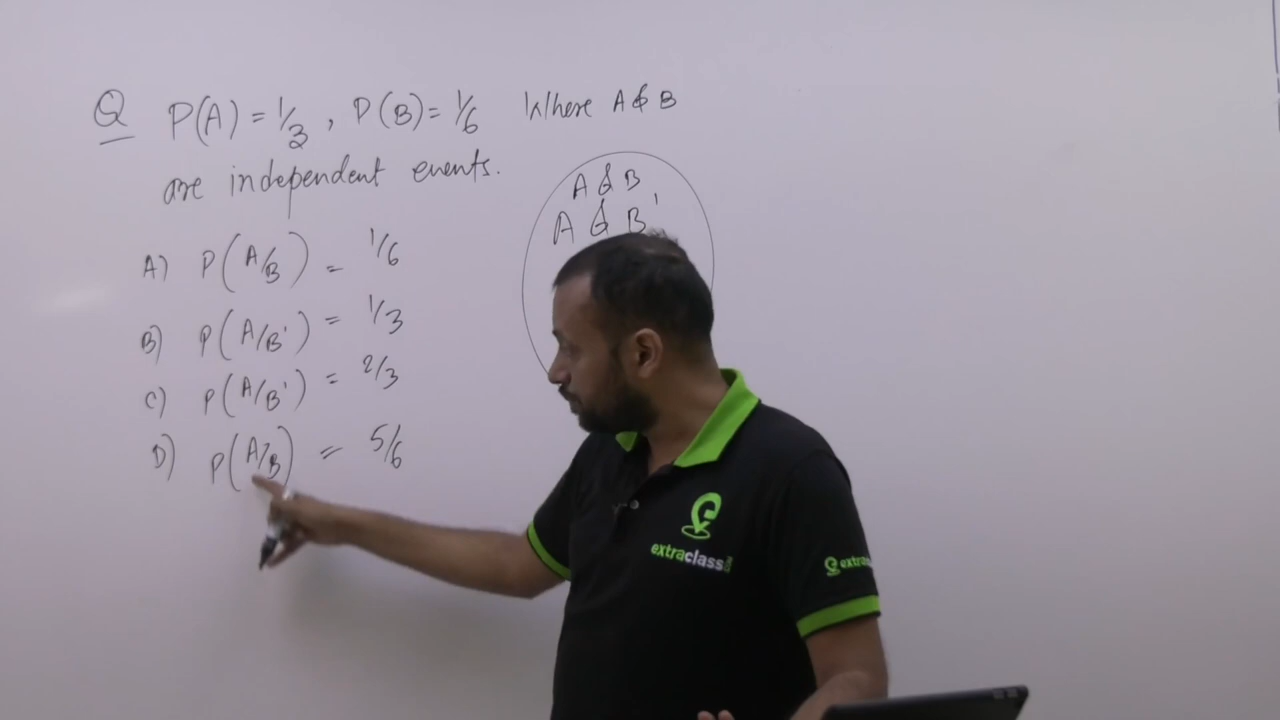 Q P(A) = 1/3, P(B) = 1/6 Where A & B
are independent events.
A & B
A & B'
A) P(A/B) = 1/6
B) P(A/B') = 1/3
C) P(A/B') = 2/3
D) P(A'/B) = 5/6
extraclass
extra